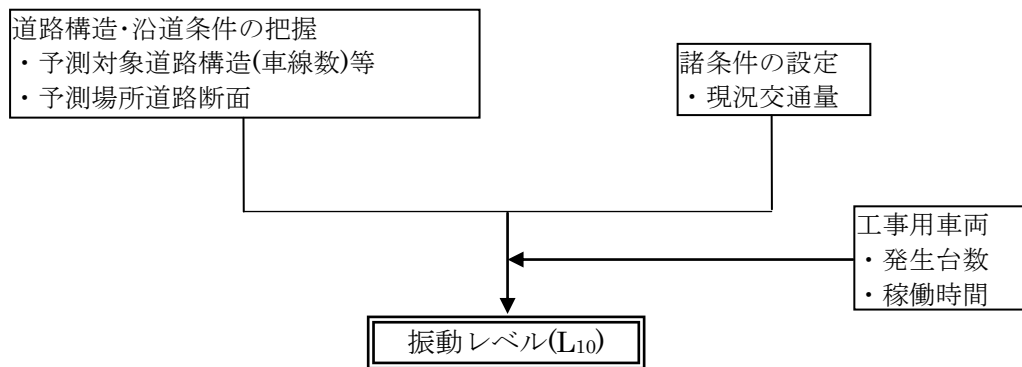 道路構造･沿道条件の把握
・予測対象道路構造(車線数)等
・予測場所道路断面
諸条件の設定
・現況交通量
工事用車両
・発生台数
・稼働時間
振動レベル(L₁₀)